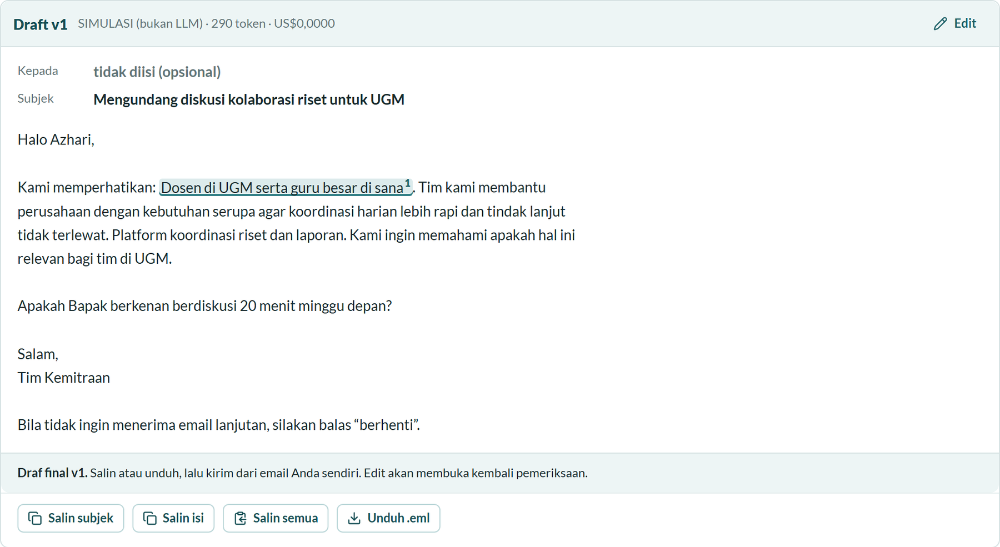 Draft v1 SIMULASI (bukan LLM) · 290 token · US$0,0000 Edit
Kepada tidak diisi (opsional)
Subjek Mengundang diskusi kolaborasi riset untuk UGM
Halo Azhari,
Kami memperhatikan: Dosen di UGM serta guru besar di sana¹. Tim kami membantu
perusahaan dengan kebutuhan serupa agar koordinasi harian lebih rapi dan tindak lanjut
tidak terlewat. Platform koordinasi riset dan laporan. Kami ingin memahami apakah hal ini
relevan bagi tim di UGM.
Apakah Bapak berkenan berdiskusi 20 menit minggu depan?
Salam,
Tim Kemitraan
Bila tidak ingin menerima email lanjutan, silakan balas “berhenti”.
Draf final v1. Salin atau unduh, lalu kirim dari email Anda sendiri. Edit akan membuka kembali pemeriksaan.
Salin subjek Salin isi Salin semua Unduh .eml